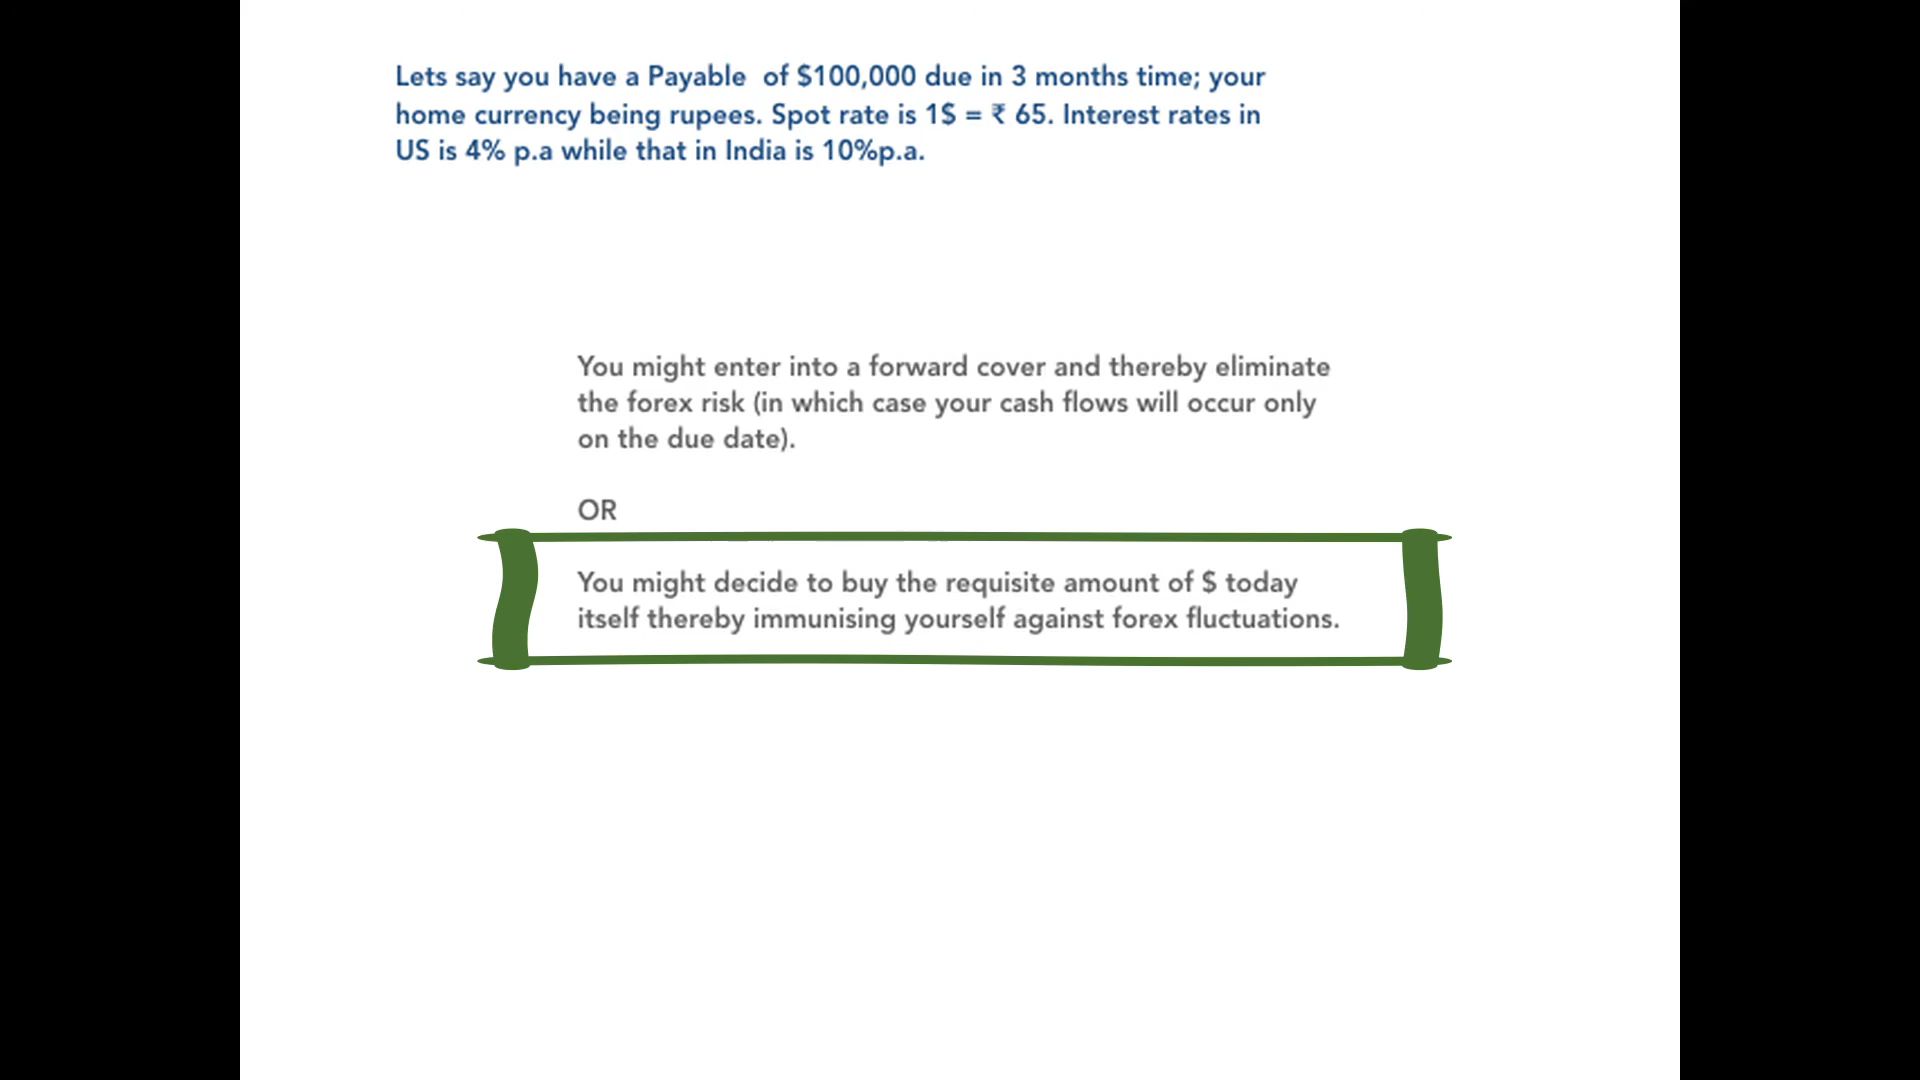 Lets say you have a Payable of $100,000 due in 3 months time; your
home currency being rupees. Spot rate is 1$ = ₹ 65. Interest rates in
US is 4% p.a while that in India is 10%p.a.
You might enter into a forward cover and thereby eliminate
the forex risk (in which case your cash flows will occur only
on the due date).
OR
You might decide to buy the requisite amount of $ today
itself thereby immunising yourself against forex fluctuations.